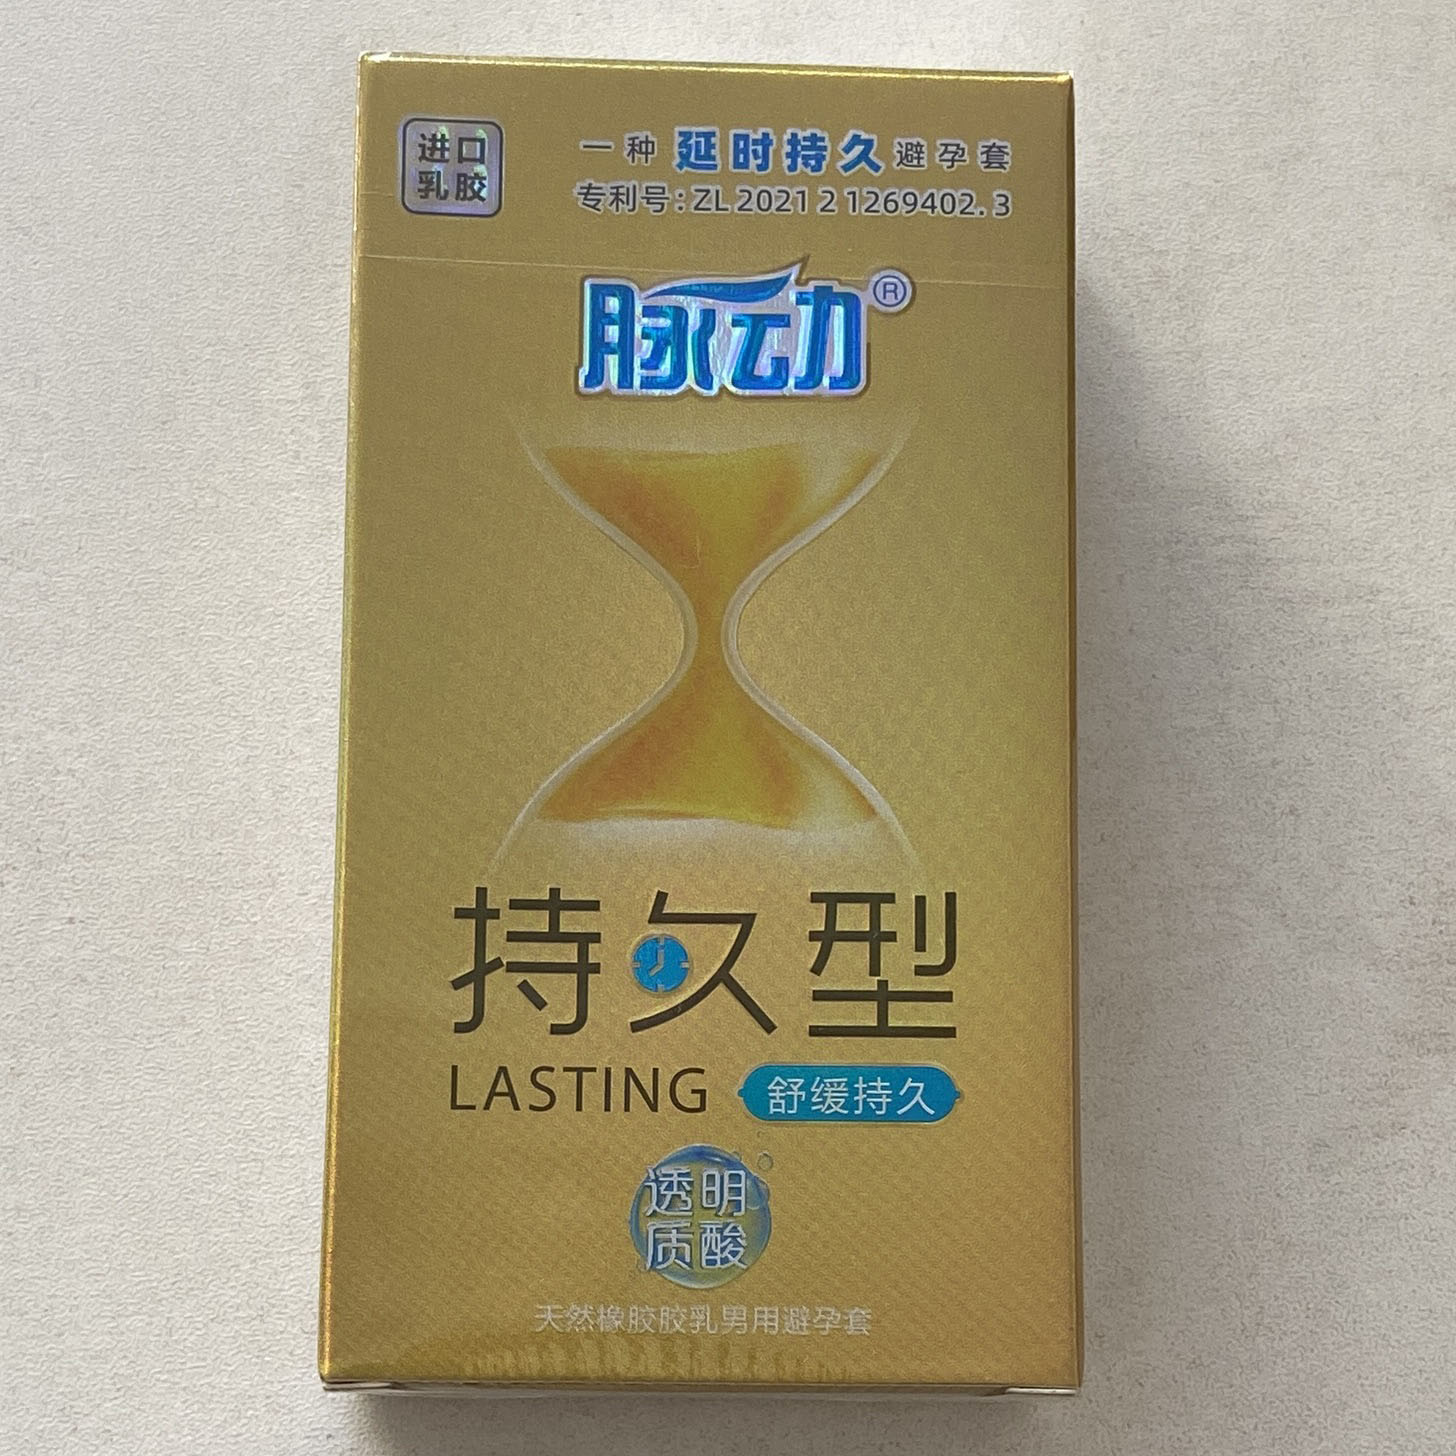 进口
乳胶
一种延时持久避孕套
专利号:ZL 2021 2 1269402.3
脉动®
持久型
LASTING 舒缓持久
透明
质酸
天然橡胶胶乳男用避孕套